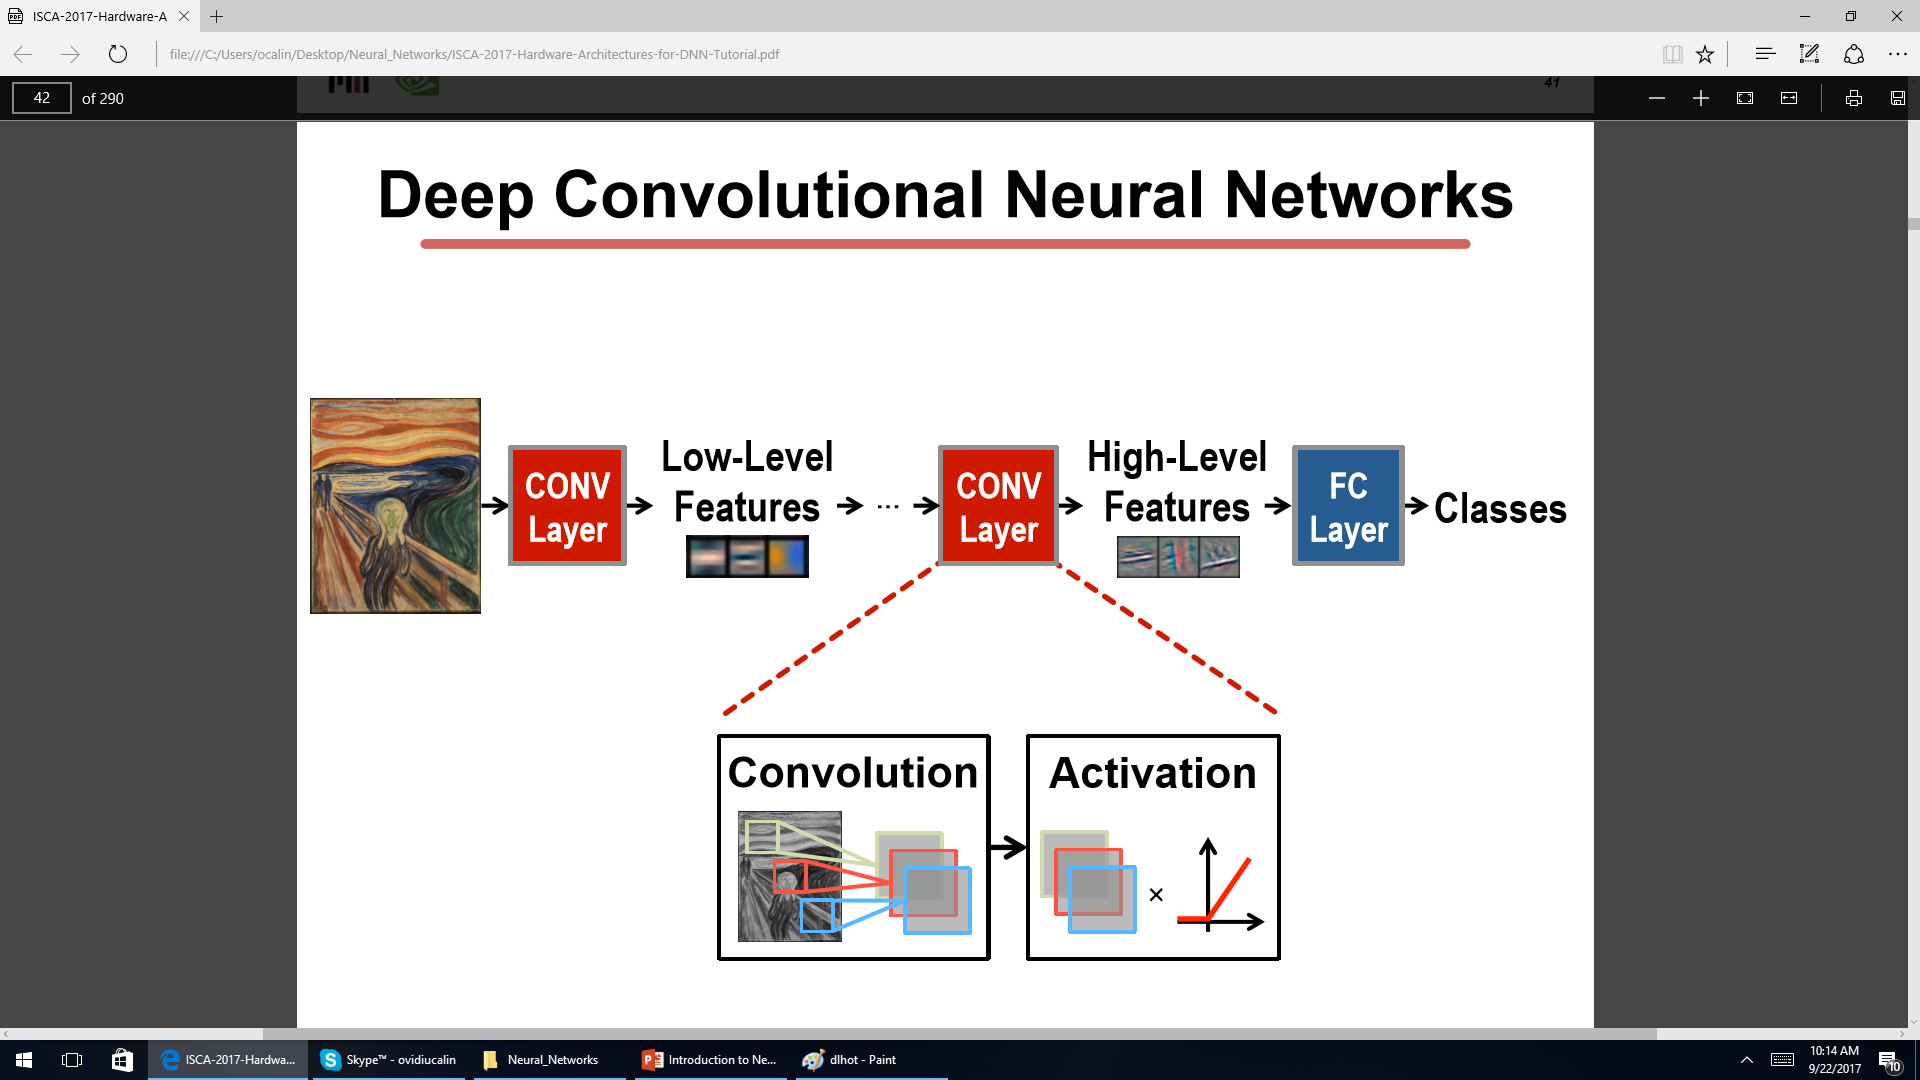 ISCA-2017-Hardware-A
file:///C:/Users/ocalin/Desktop/Neural_Networks/ISCA-2017-Hardware-Architectures-for-DNN-Tutorial.pdf
42 of 290
41
Deep Convolutional Neural Networks
CONV
Layer
Low-Level
Features
...
CONV
Layer
High-Level
Features
FC
Layer
Classes
Convolution
Activation
×
ISCA-2017-Hardwa...
Skype™ - ovidiucalin
Neural_Networks
Introduction to Ne...
dlhot - Paint
10:14 AM
9/22/2017
10